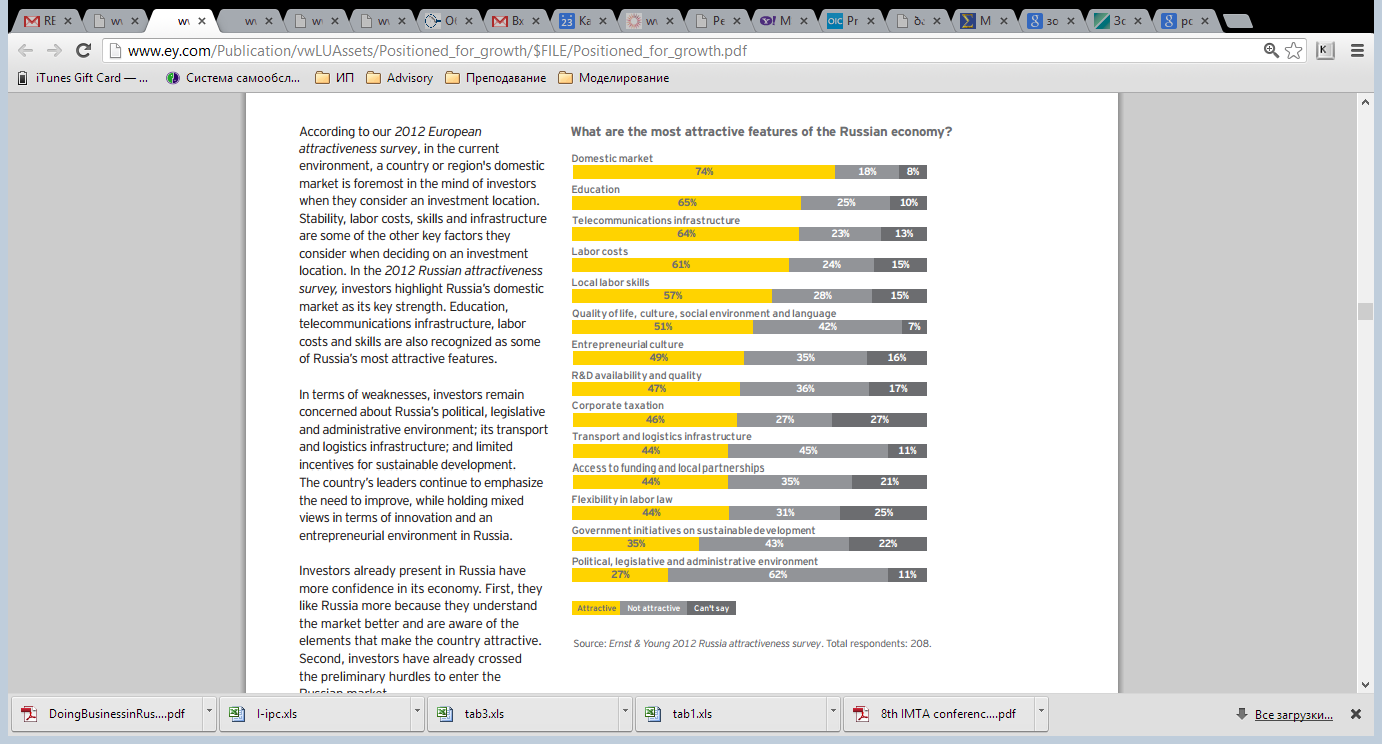 RE
Ka
Pr
M
www.ey.com/Publication/vwLUAssets/Positioned_for_growth/$FILE/Positioned_for_growth.pdf
iTunes Gift Card — ... Система самообсл... ИП Advisory Преподавание Моделирование
According to our 2012 European
attractiveness survey, in the current
environment, a country or region's domestic
market is foremost in the mind of investors
when they consider an investment location.
Stability, labor costs, skills and infrastructure
are some of the other key factors they
consider when deciding on an investment
location. In the 2012 Russian attractiveness
survey, investors highlight Russia's domestic
market as its key strength. Education,
telecommunications infrastructure, labor
costs and skills are also recognized as some
of Russia's most attractive features.
In terms of weaknesses, investors remain
concerned about Russia's political, legislative
and administrative environment; its transport
and logistics infrastructure; and limited
incentives for sustainable development.
The country's leaders continue to emphasize
the need to improve, while holding mixed
views in terms of innovation and an
entrepreneurial environment in Russia.
Investors already present in Russia have
more confidence in its economy. First, they
like Russia more because they understand
the market better and are aware of the
elements that make the country attractive.
Second, investors have already crossed
the preliminary hurdles to enter the
Russian market.
What are the most attractive features of the Russian economy?
Domestic market
74% 18% 8%
Education
65% 25% 10%
Telecommunications infrastructure
64% 23% 13%
Labor costs
61% 24% 15%
Local labor skills
57% 28% 15%
Quality of life, culture, social environment and language
51% 42% 7%
Entrepreneurial culture
49% 35% 16%
R&D availability and quality
47% 36% 17%
Corporate taxation
46% 27% 27%
Transport and logistics infrastructure
44% 45% 11%
Access to funding and local partnerships
44% 35% 21%
Flexibility in labor law
44% 31% 25%
Government initiatives on sustainable development
35% 43% 22%
Political, legislative and administrative environment
27% 62% 11%
Attractive Not attractive Can't say
Source: Ernst & Young 2012 Russia attractiveness survey. Total respondents: 208.
DoingBusinessinRus....pdf I-ipc.xls tab3.xls tab1.xls 8th IMTA conferenc....pdf Все загрузки...